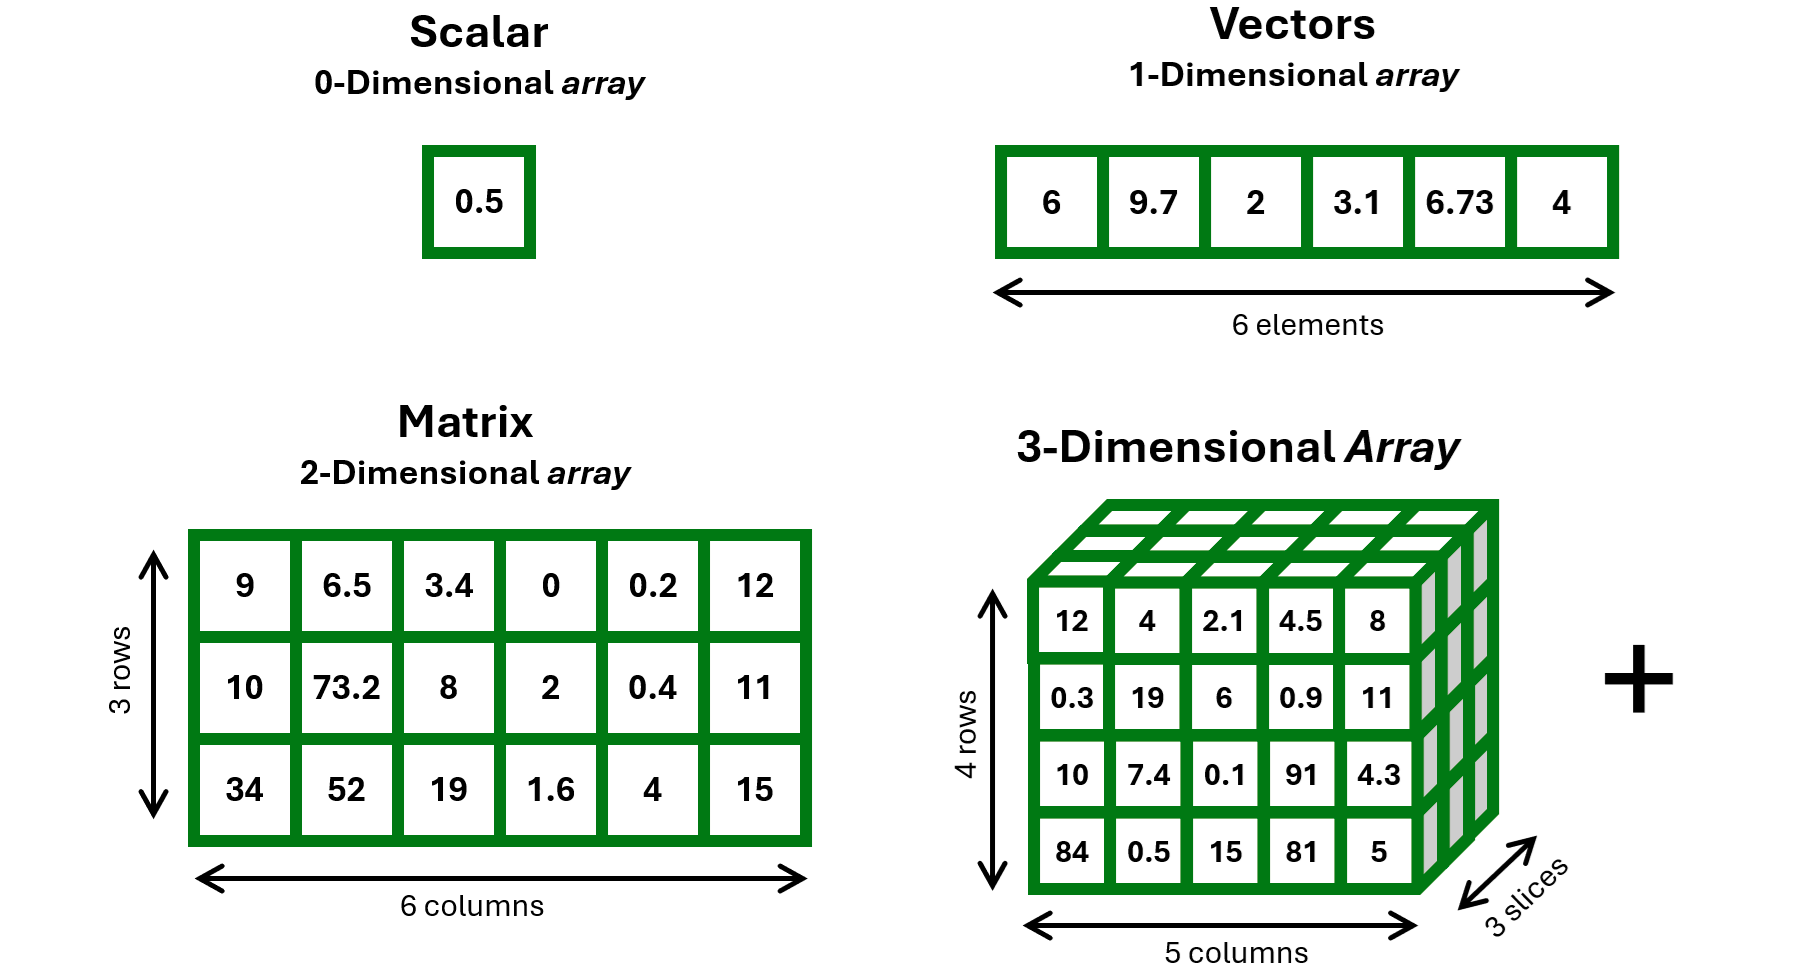 Scalar
0-Dimensional array
0.5
Vectors
1-Dimensional array
6 9.7 2 3.1 6.73 4
6 elements
Matrix
2-Dimensional array
3 rows
9 6.5 3.4 0 0.2 12
10 73.2 8 2 0.4 11
34 52 19 1.6 4 15
6 columns
3-Dimensional Array
4 rows
12 4 2.1 4.5 8
0.3 19 6 0.9 11
10 7.4 0.1 91 4.3
84 0.5 15 81 5
5 columns
3 slices
+